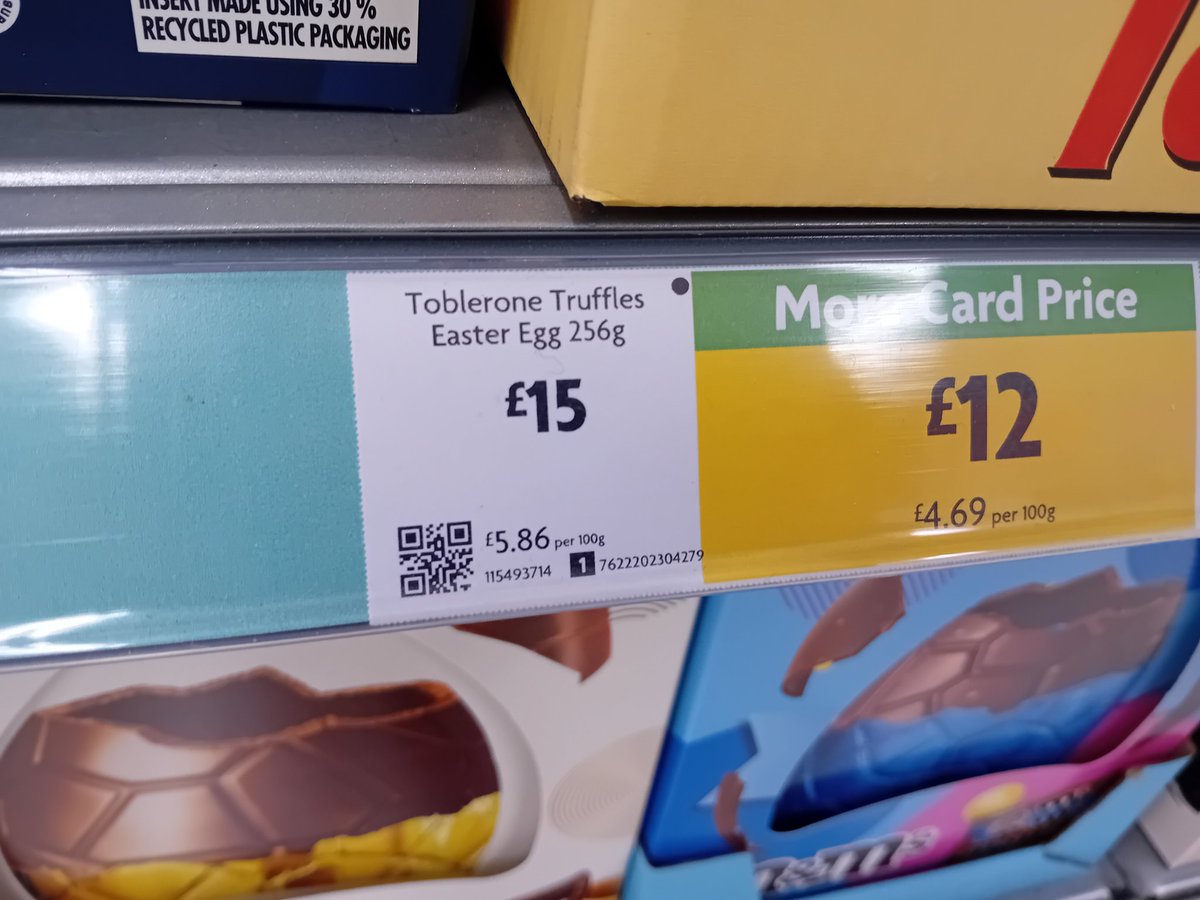 INSERT MADE USING 30 %
RECYCLED PLASTIC PACKAGING
Toblerone Truffles
Easter Egg 256g
£15
£5.86 per 100g
115493714 1 7622202304279
More Card Price
£12
£4.69 per 100g